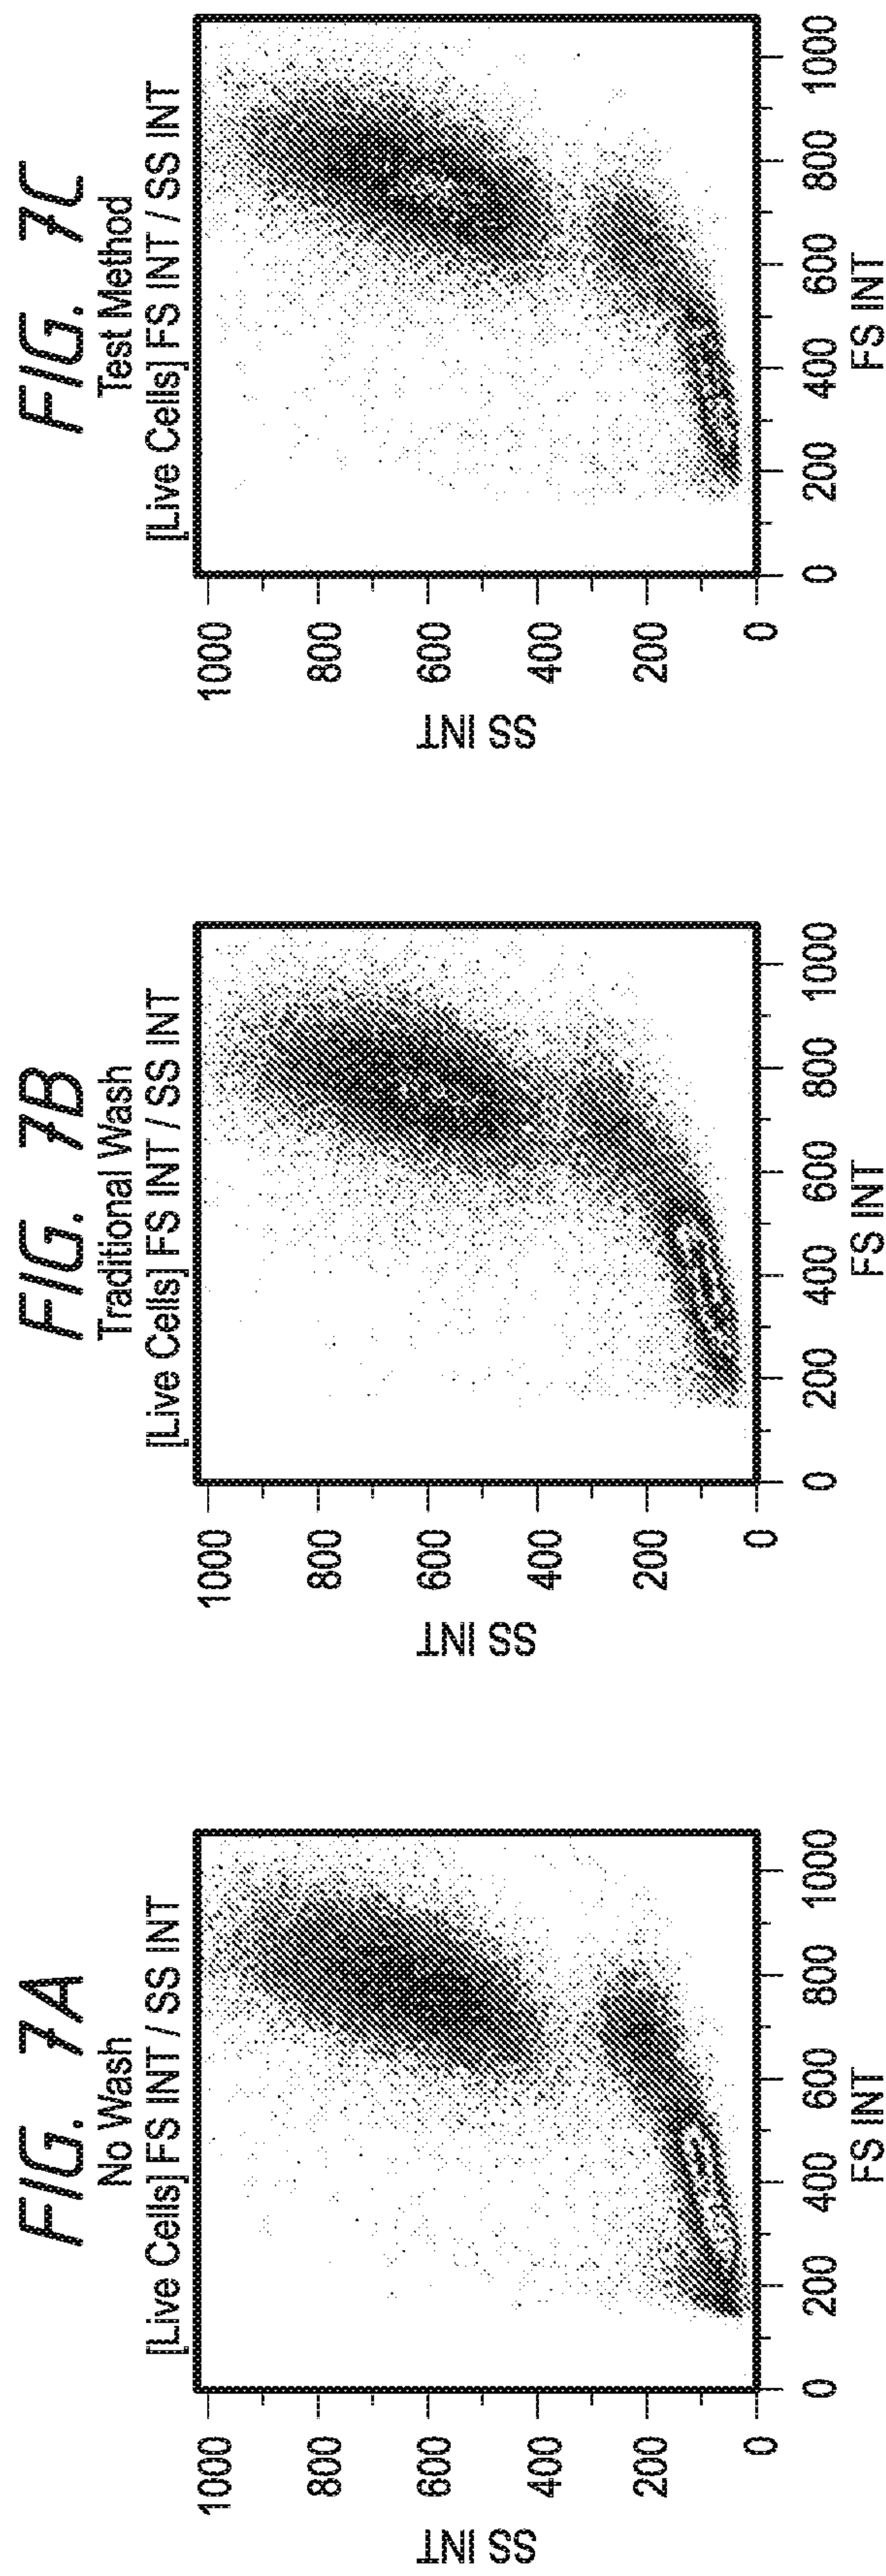 FIG. 7A
No Wash
[Live Cells] FS INT / SS INT
SS INT
1000
800
600
400
200
0
0 200 400 600 800 1000
FS INT
FIG. 7B
Traditional Wash
[Live Cells] FS INT / SS INT
SS INT
1000
800
600
400
200
0
0 200 400 600 800 1000
FS INT
FIG. 7C
Test Method
[Live Cells] FS INT / SS INT
SS INT
1000
800
600
400
200
0
0 200 400 600 800 1000
FS INT